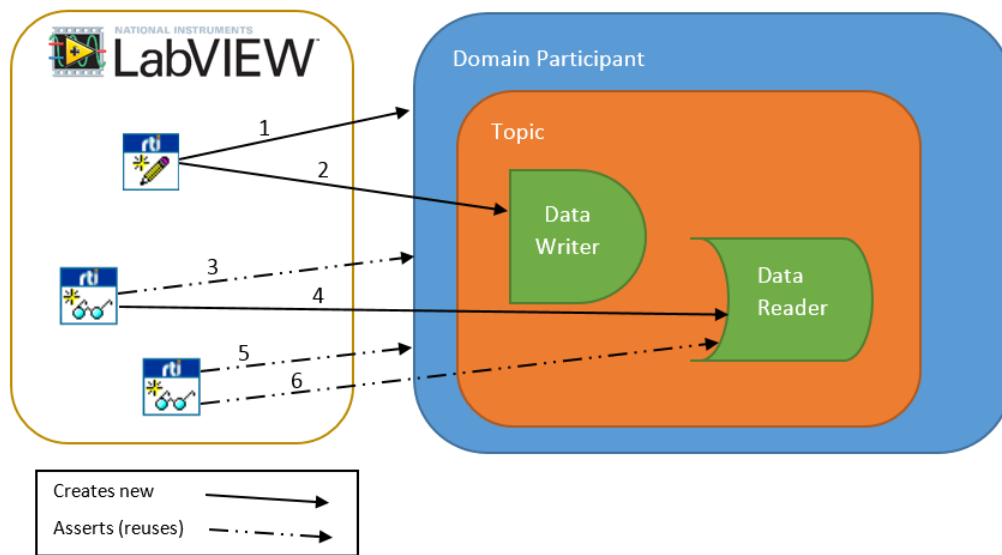 NATIONAL INSTRUMENTS
LabVIEW™
Domain Participant
Topic
rti
1
2
Data
Writer
rti
3
4
Data
Reader
rti
5
6
Creates new
Asserts (reuses)